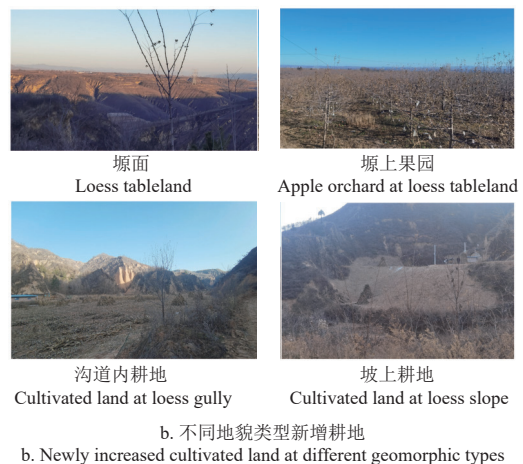 塬面
Loess tableland
塬上果园
Apple orchard at loess tableland
沟道内耕地
Cultivated land at loess gully
坡上耕地
Cultivated land at loess slope
b. 不同地貌类型新增耕地
b. Newly increased cultivated land at different geomorphic types